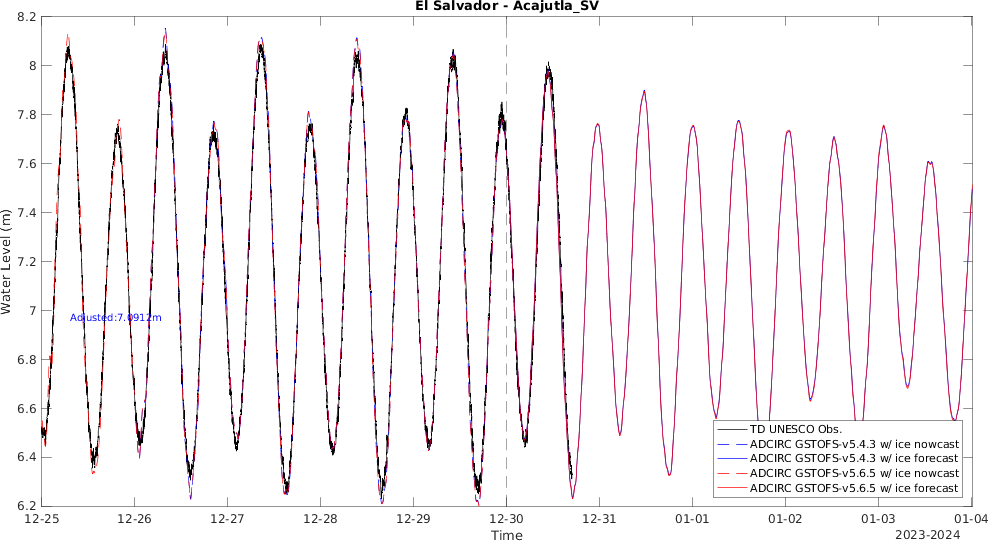 El Salvador - Acajutla_SV
8.2
8
7.8
7.6
7.4
7.2
7
6.8
6.6
6.4
6.2
Water Level (m)
Adjusted:7.0912m
TD UNESCO Obs.
ADCIRC GSTOFS-v5.4.3 w/ ice nowcast
ADCIRC GSTOFS-v5.4.3 w/ ice forecast
ADCIRC GSTOFS-v5.6.5 w/ ice nowcast
ADCIRC GSTOFS-v5.6.5 w/ ice forecast
12-25 12-26 12-27 12-28 12-29 12-30 12-31 01-01 01-02 01-03 01-04
Time
2023-2024